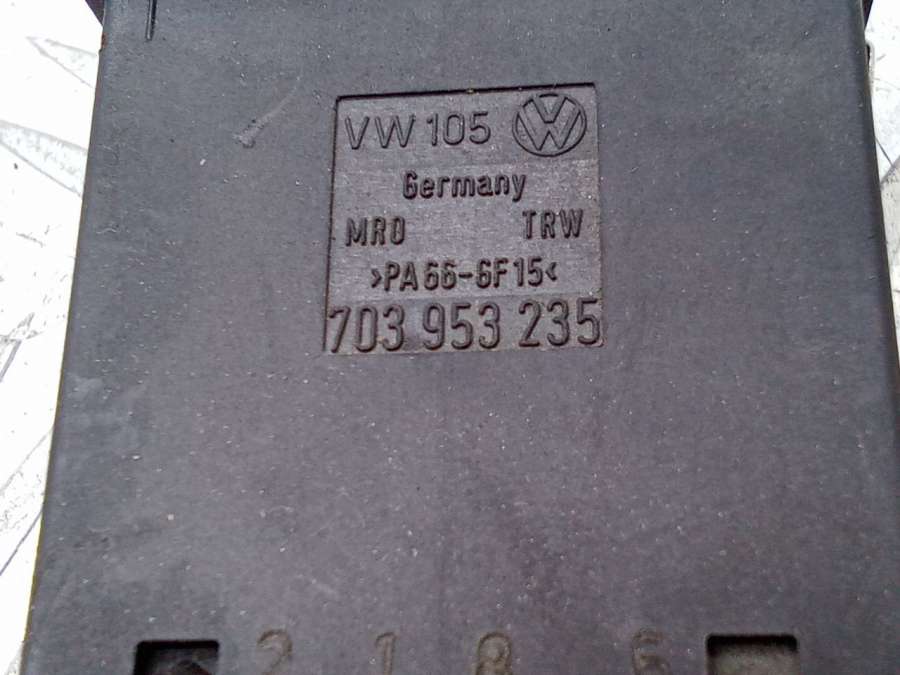 VW 105
Germany
MRO TRW
>PA66-GF15<
703 953 235
2 1 8 6